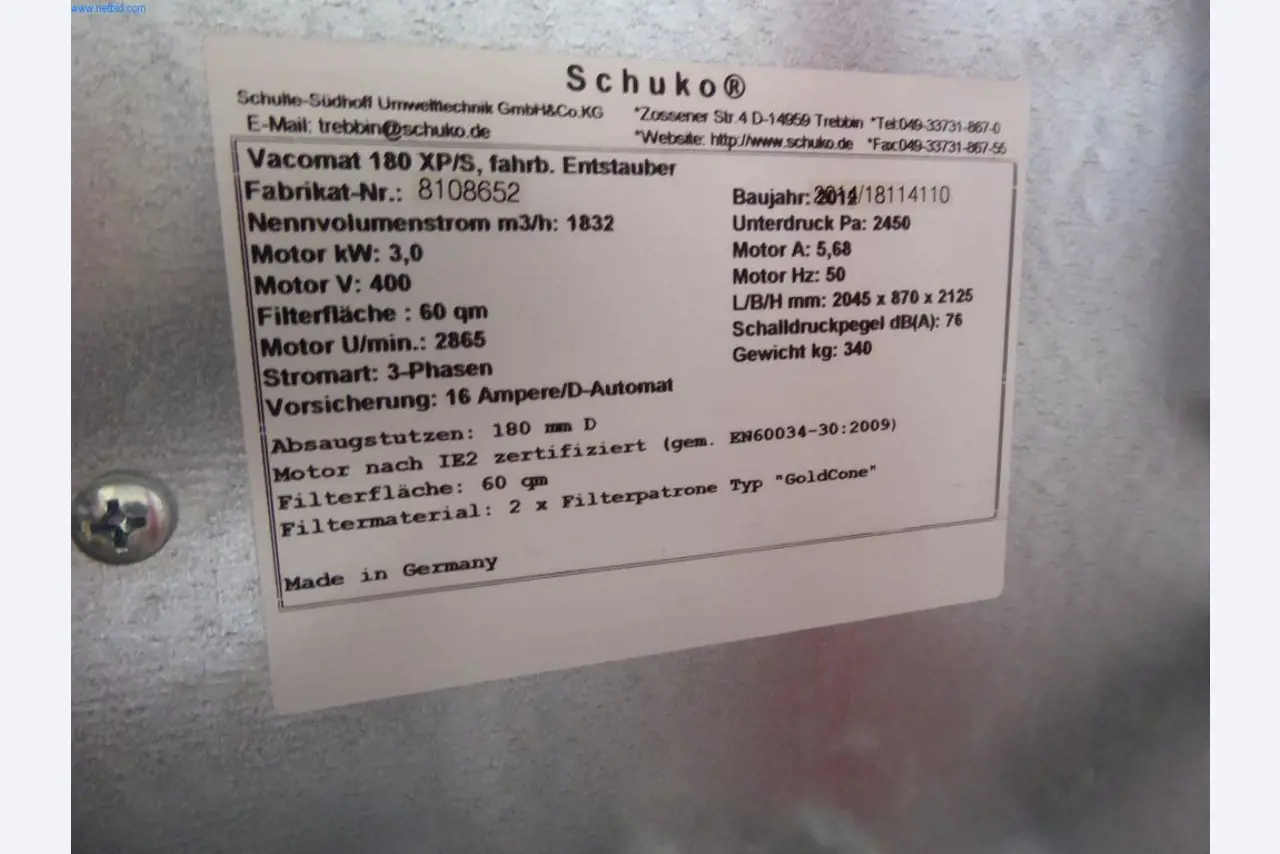 www.netbid.com
Schuko®
Schulte-Südhoff Umwelttechnik GmbH&Co.KG *Zossener Str.4 D-14959 Trebbin *Tel:049-33731-867-0
E-Mail: trebbin@schuko.de *Website: http://www.schuko.de *Fax:049-33731-867-55
Vacomat 180 XP/S, fahrb. Entstauber
Fabrikat-Nr.: 8108652 Baujahr: /18114110
Nennvolumenstrom m3/h: 1832 Unterdruck Pa: 2450
Motor kW: 3,0 Motor A: 5,68
Motor V: 400 Motor Hz: 50
Filterfläche : 60 qm L/B/H mm: 2045 x 870 x 2125
Motor U/min.: 2865 Schalldruckpegel dB(A): 76
Stromart: 3-Phasen Gewicht kg: 340
Vorsicherung: 16 Ampere/D-Automat
Absaugstutzen: 180 mm D
Motor nach IE2 zertifiziert (gem. EN60034-30:2009)
Filterfläche: 60 qm
Filtermaterial: 2 x Filterpatrone Typ "GoldCone"
Made in Germany